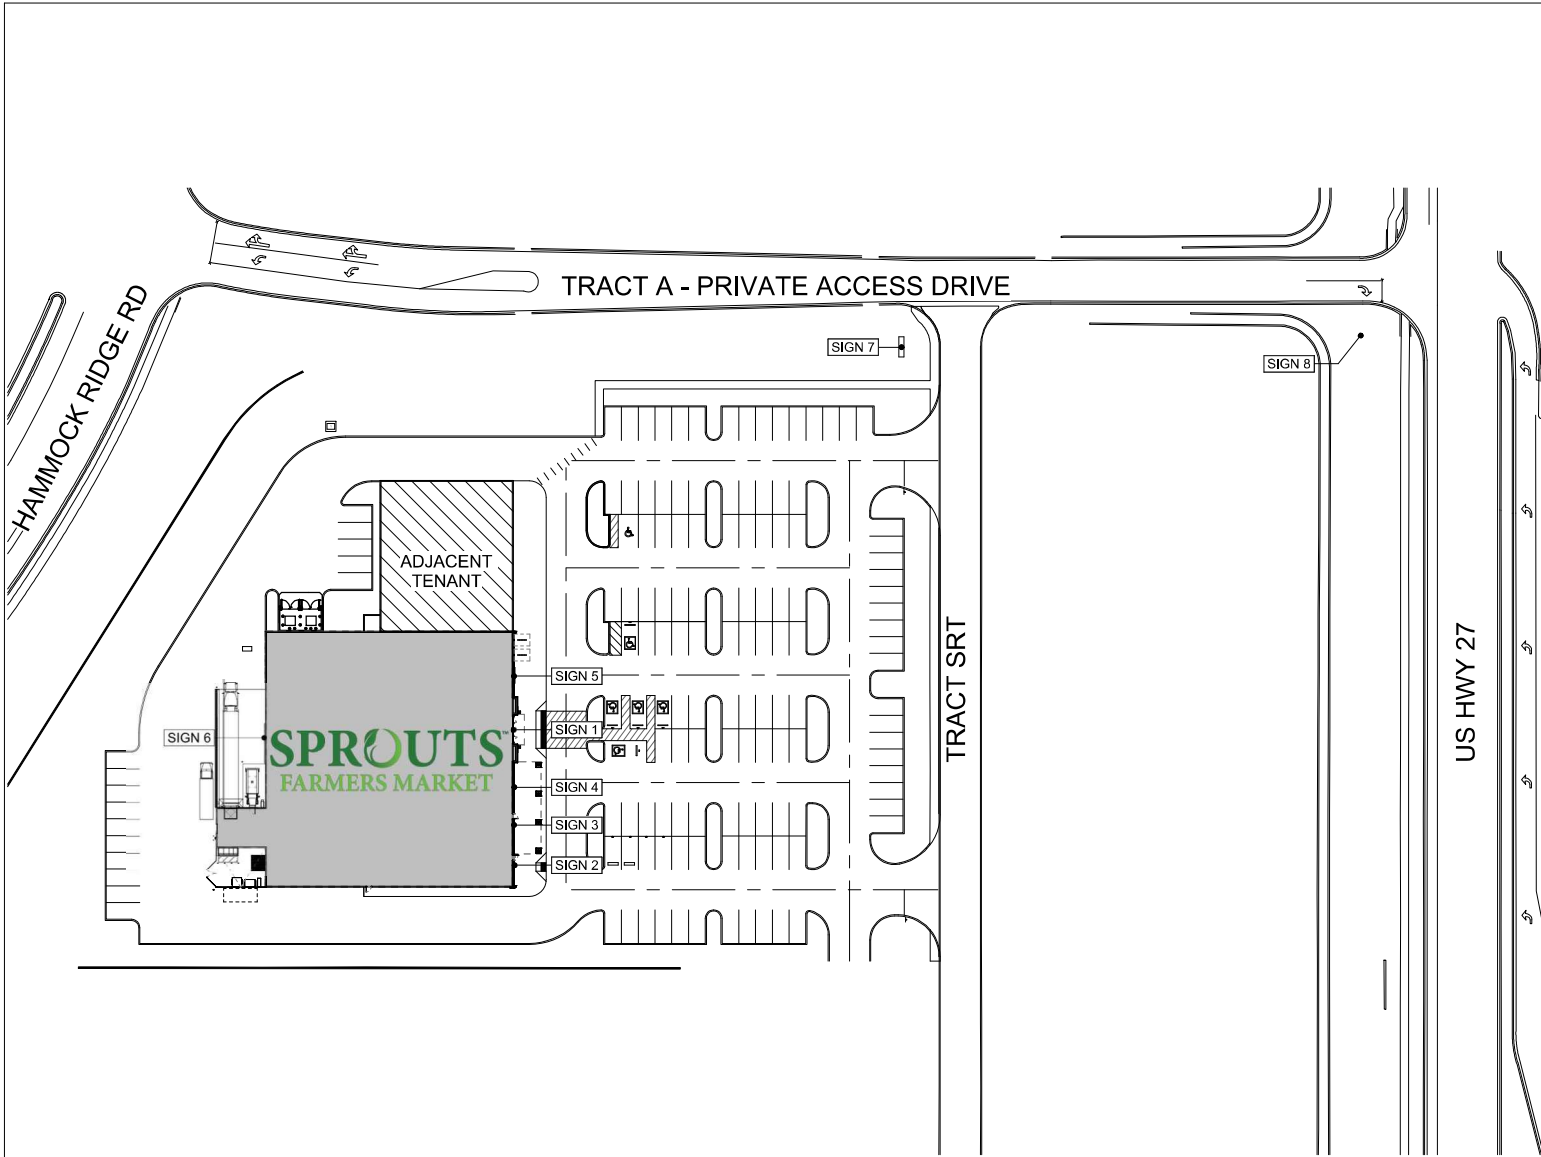 TRACT A - PRIVATE ACCESS DRIVE
HAMMOCK RIDGE RD
SIGN 7
SIGN 8
ADJACENT
TENANT
SIGN 5
SIGN 1
SIGN 6
SPROUTS™
FARMERS MARKET
SIGN 4
SIGN 3
SIGN 2
TRACT SRT
US HWY 27